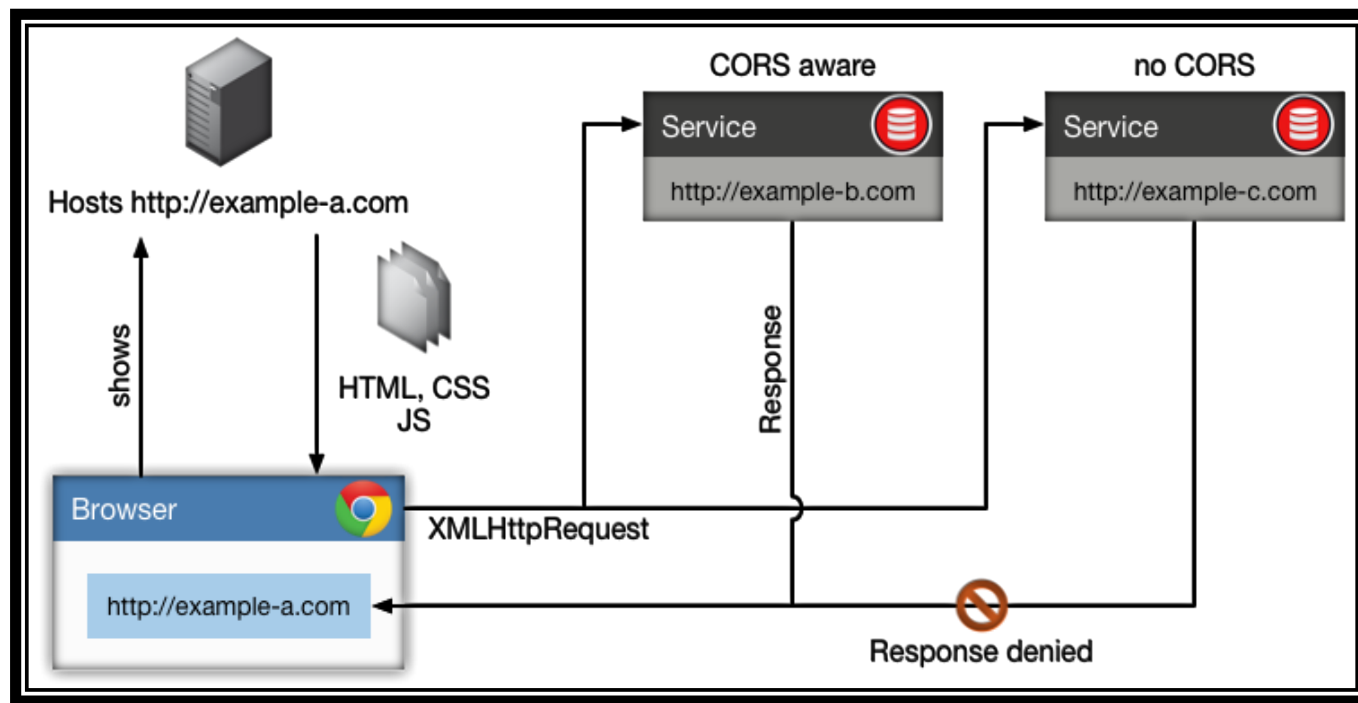 CORS aware
no CORS
Service
Service
http://example-b.com
http://example-c.com
Hosts http://example-a.com
shows
HTML, CSS
JS
Response
Browser
XMLHttpRequest
http://example-a.com
Response denied